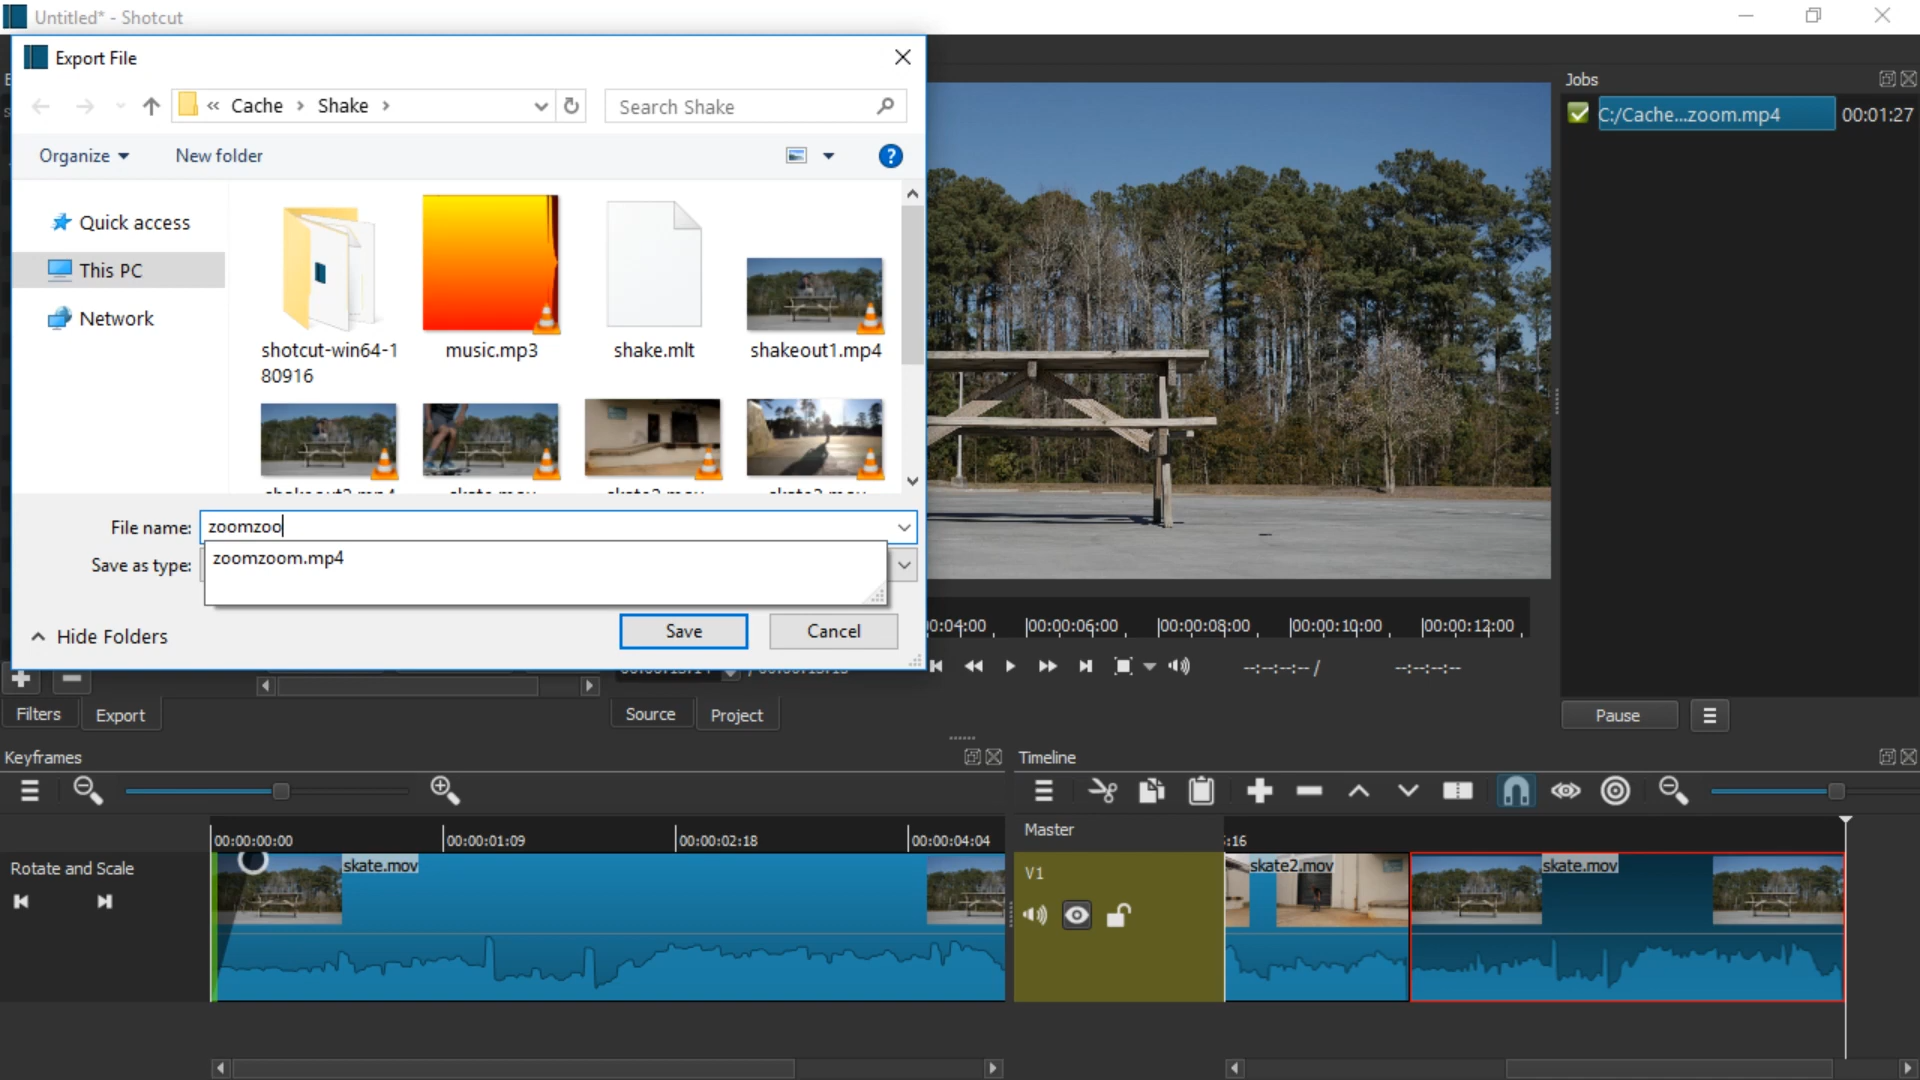 Untitled* - Shotcut
Export File
« Cache > Shake >
Search Shake
Organize
New folder
Quick access
This PC
Network
shotcut-win64-1
80916
music.mp3
shake.mlt
shakeout1.mp4
File name: zoomzoo
Save as type:
zoomzoom.mp4
Hide Folders
Save
Cancel
Jobs
C:/Cache...zoom.mp4
00:01:27
00:00:06:00
00:00:08:00
00:00:10:00
00:00:12:00
--:--:--:-- /
--:--:--:--
Pause
Filters
Export
Source
Project
Keyframes
00:00:00:00
00:00:01:09
00:00:02:18
00:00:04:04
Rotate and Scale
skate.mov
Timeline
Master
:16
V1
skate2.mov
skate.mov